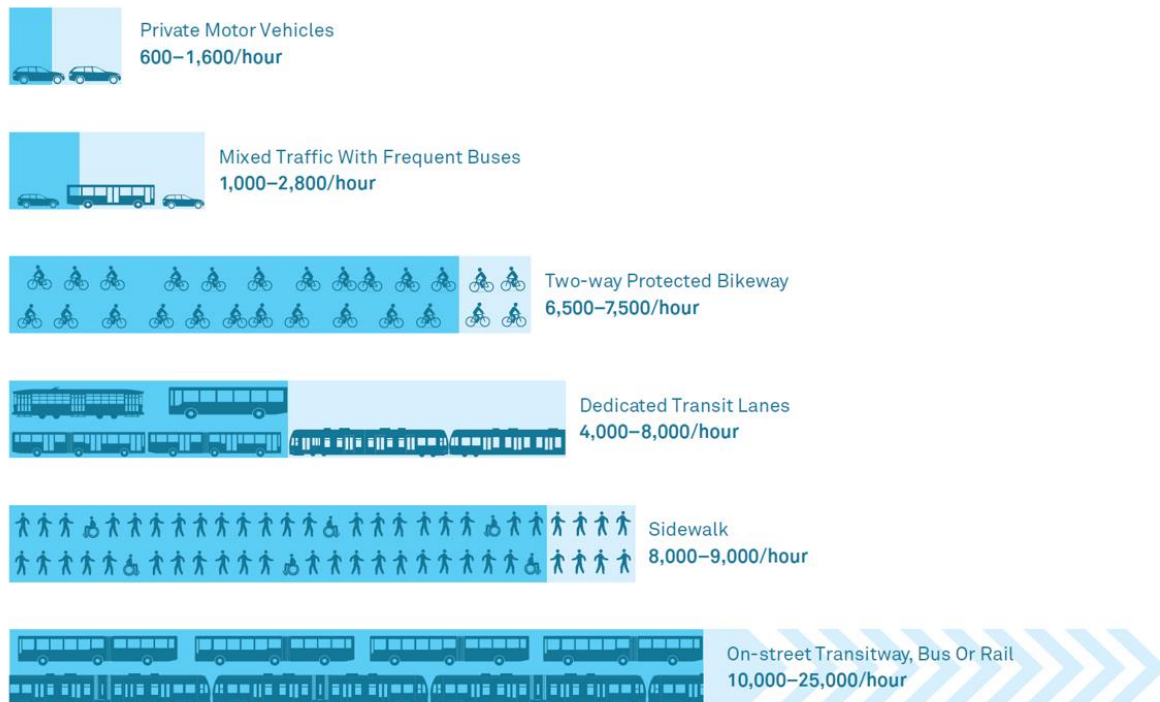 Private Motor Vehicles
600–1,600/hour
Mixed Traffic With Frequent Buses
1,000–2,800/hour
Two-way Protected Bikeway
6,500–7,500/hour
Dedicated Transit Lanes
4,000–8,000/hour
Sidewalk
8,000–9,000/hour
On-street Transitway, Bus Or Rail
10,000–25,000/hour